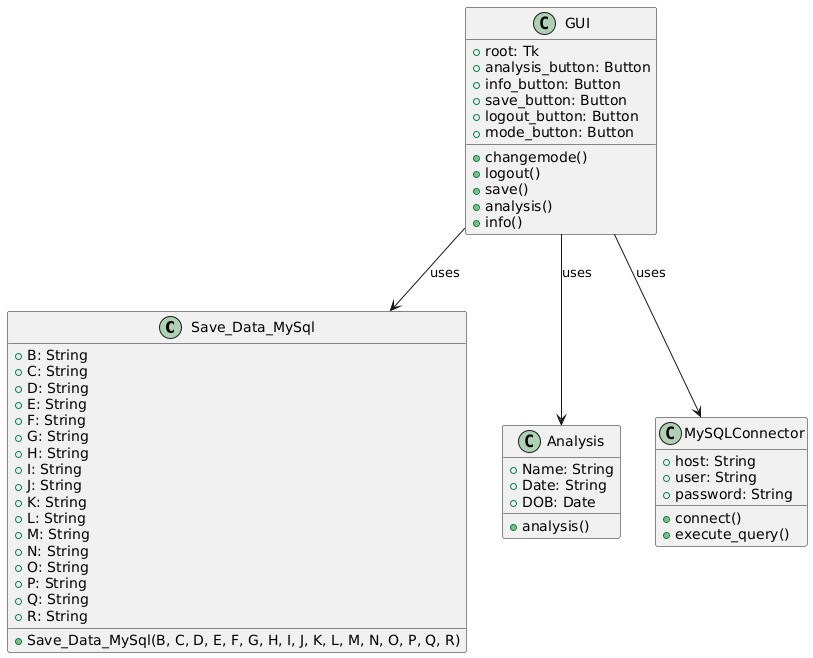 C GUI
root: Tk
analysis_button: Button
info_button: Button
save_button: Button
logout_button: Button
mode_button: Button
changemode()
logout()
save()
analysis()
info()
uses
uses
uses
C Save_Data_MySql
B: String
C: String
D: String
E: String
F: String
G: String
H: String
I: String
J: String
K: String
L: String
M: String
N: String
O: String
P: String
Q: String
R: String
Save_Data_MySql(B, C, D, E, F, G, H, I, J, K, L, M, N, O, P, Q, R)
C Analysis
Name: String
Date: String
DOB: Date
analysis()
C MySQLConnector
host: String
user: String
password: String
connect()
execute_query()